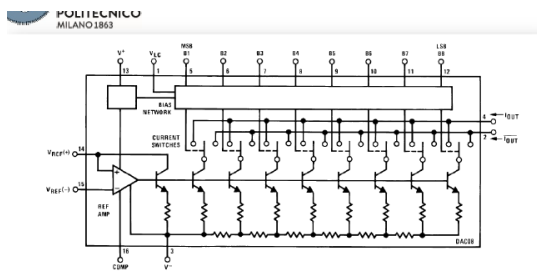 POLITECNICO
MILANO 1863
MSB LSB
V+ VLC B1 B2 B3 B4 B5 B6 B7 B8
13 1 5 6 7 8 9 10 11 12
BIAS
NETWORK
4 IOUT
CURRENT
SWITCHES
2 IOUT
VREF(+) 14
VREF(−) 15
REF
AMP
16 3 DAC08
COMP V−